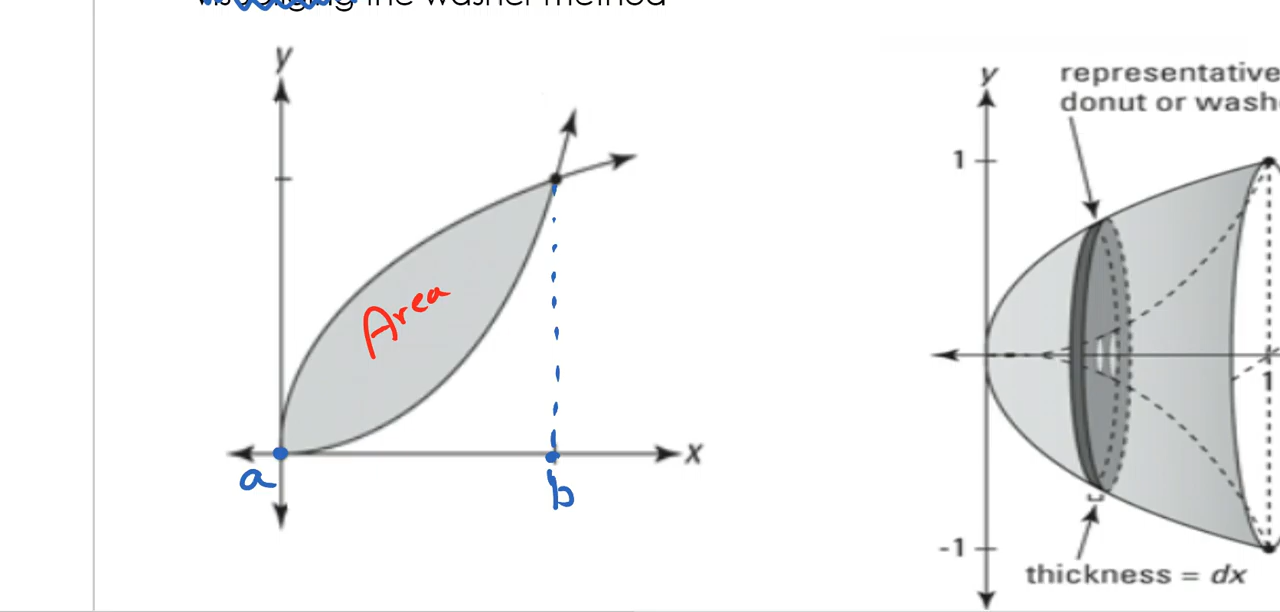 the washer method
y
Area
x
a
b
y
representative
donut or wash
1
1
-1
thickness = dx